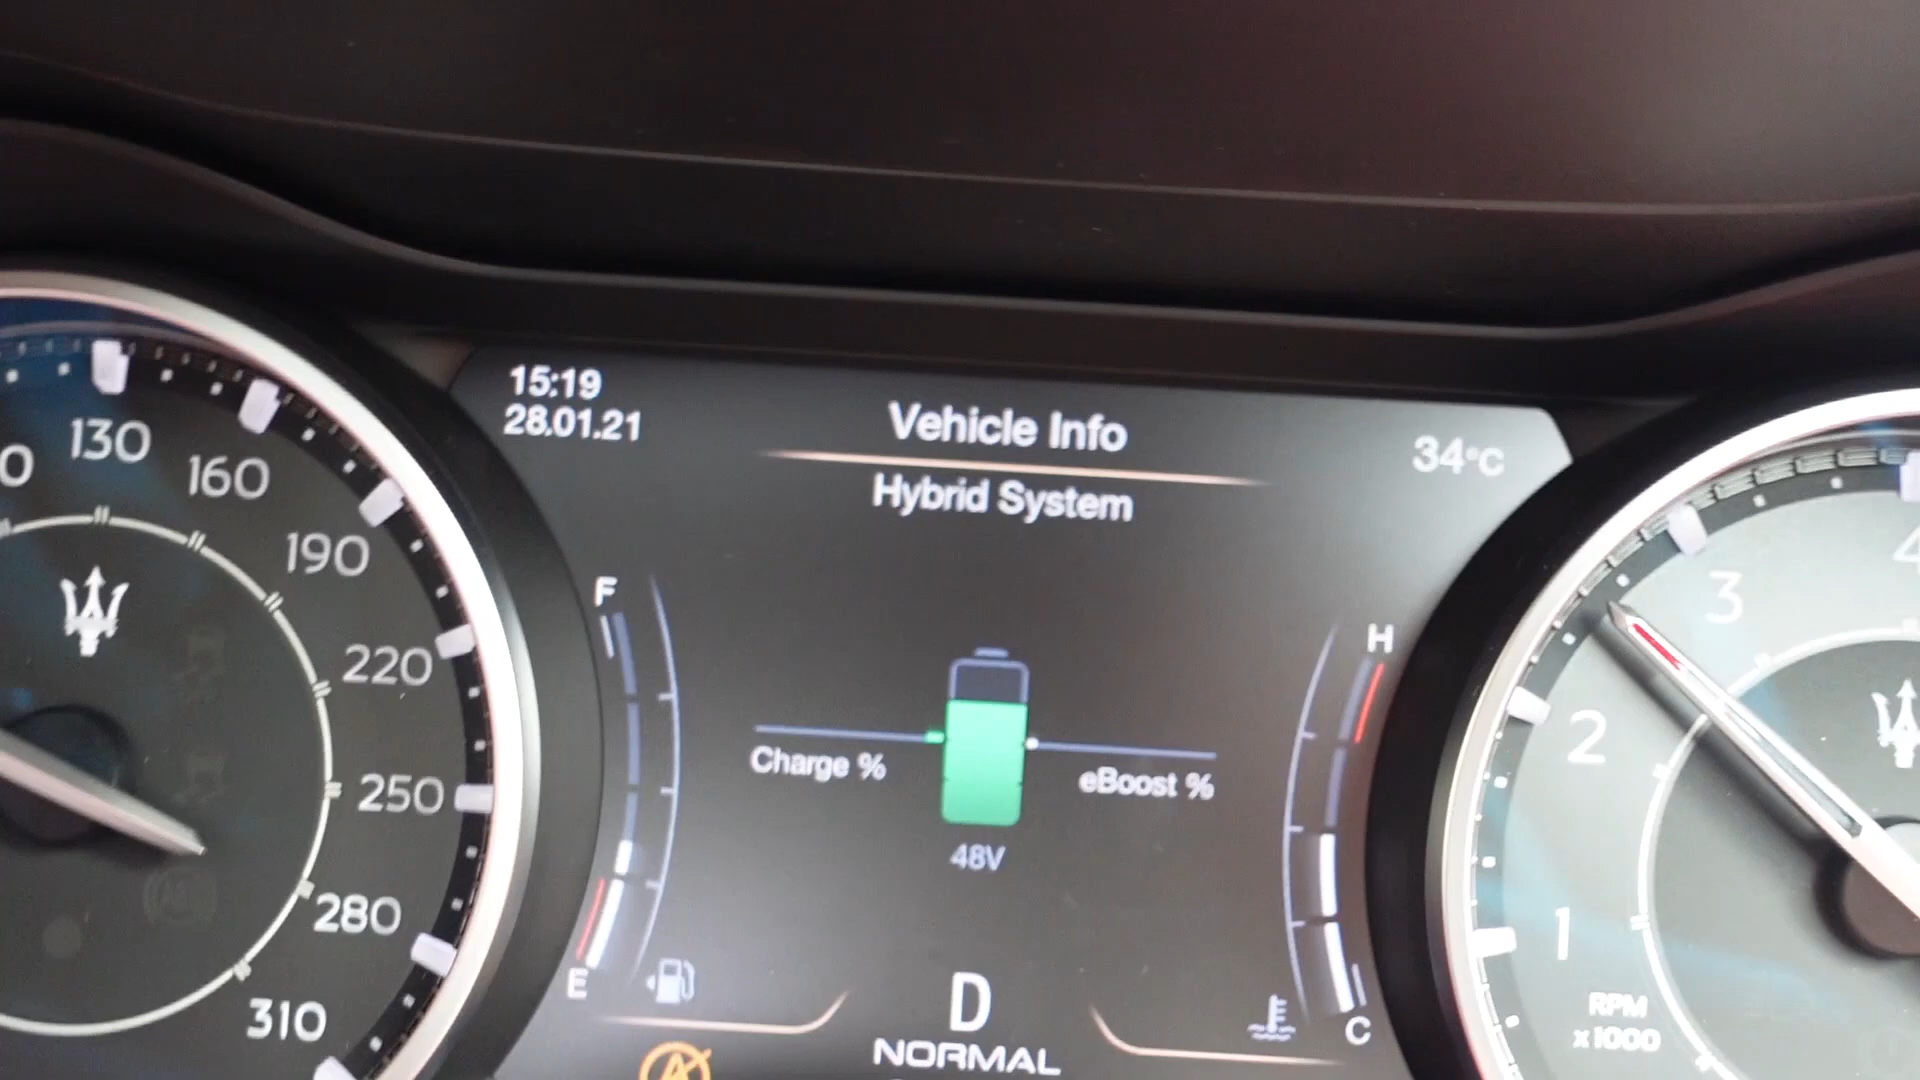 15:19
28.01.21
Vehicle Info
34°C
Hybrid System
130
160
190
220
250
280
310
F
E
Charge %
eBoost %
48V
H
C
D
NORMAL
1
2
3
4
RPM
x1000